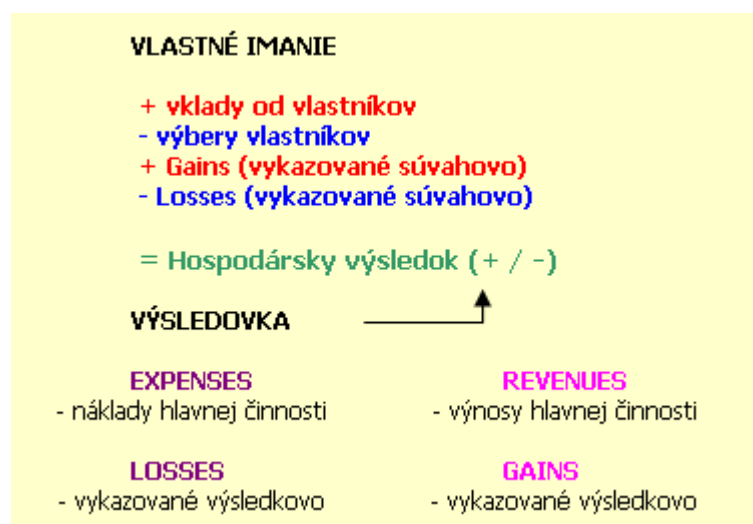 VLASTNÉ IMANIE
+ vklady od vlastníkov
- výbery vlastníkov
+ Gains (vykazované súvahovo)
- Losses (vykazované súvahovo)
= Hospodársky výsledok (+ / -)
VÝSLEDOVKA
EXPENSES REVENUES
- náklady hlavnej činnosti - výnosy hlavnej činnosti
LOSSES GAINS
- vykazované výsledkovo - vykazované výsledkovo